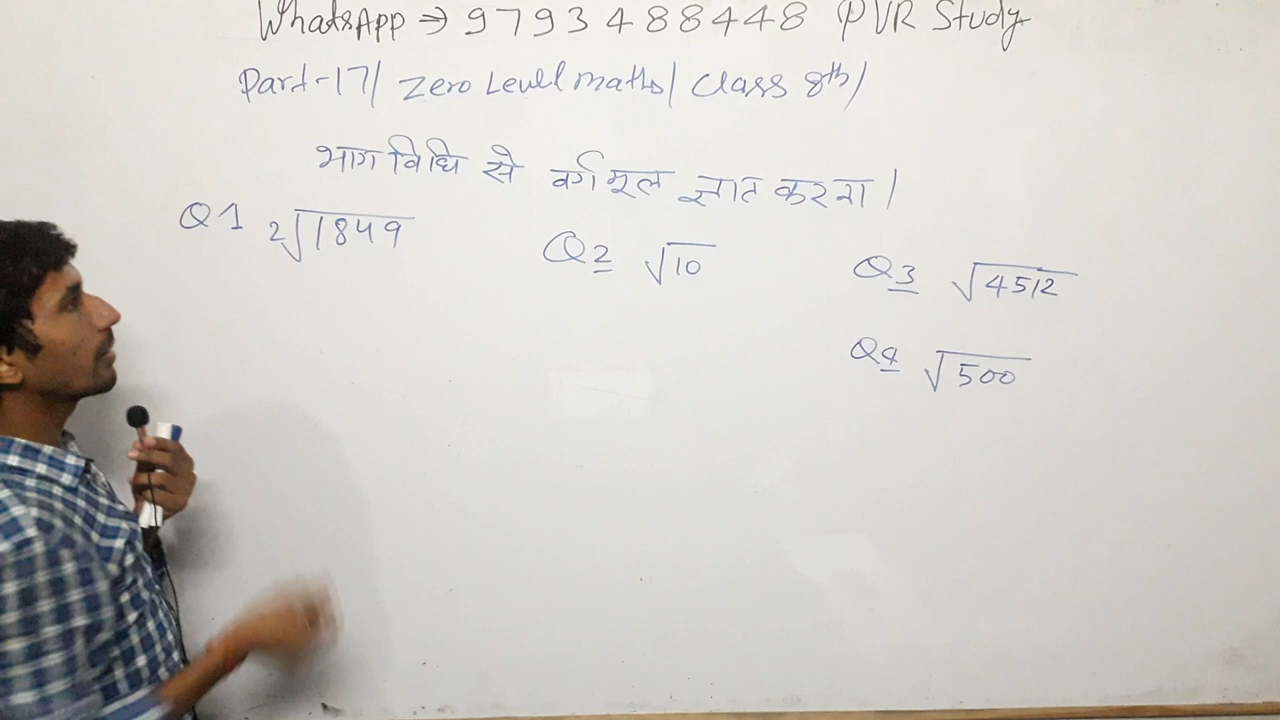 WhatsApp ⇒ 9793488448 PVR Study
Part-17/ Zero Level maths/ Class 8th/
भाग विधि से वर्ग मूल ज्ञात करना।
Q1 2√1849
Q2 √10
Q3 √4512
Q4 √500